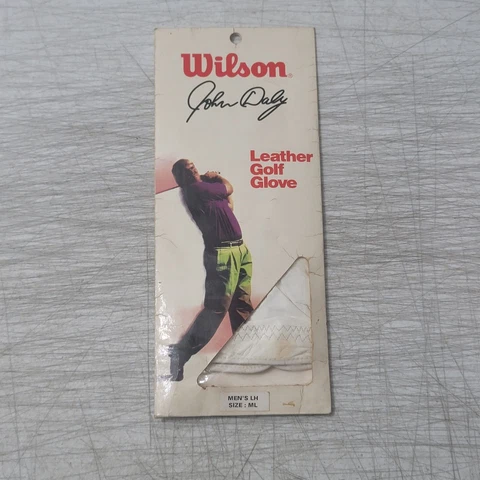 Wilson
John Daly
Leather
Golf
Glove
MEN'S LH
SIZE : ML